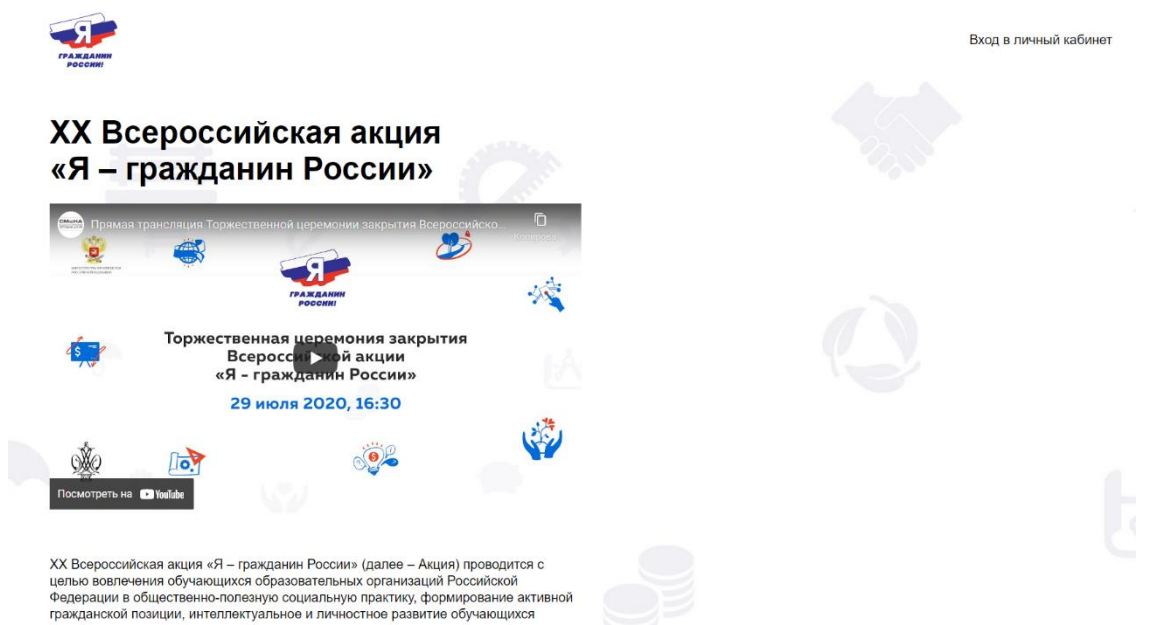 Я
ГРАЖДАНИН
РОССИИ!
Вход в личный кабинет
XX Всероссийская акция
«Я – гражданин России»
Прямая трансляция Торжественной церемонии закрытия Всероссийско...
Я
ГРАЖДАНИН
РОССИИ!
Торжественная церемония закрытия
Всероссийской акции
«Я - гражданин России»
29 июля 2020, 16:30
Посмотреть на YouTube
XX Всероссийская акция «Я – гражданин России» (далее – Акция) проводится с
целью вовлечения обучающихся образовательных организаций Российской
Федерации в общественно-полезную социальную практику, формирование активной
гражданской позиции, интеллектуальное и личностное развитие обучающихся